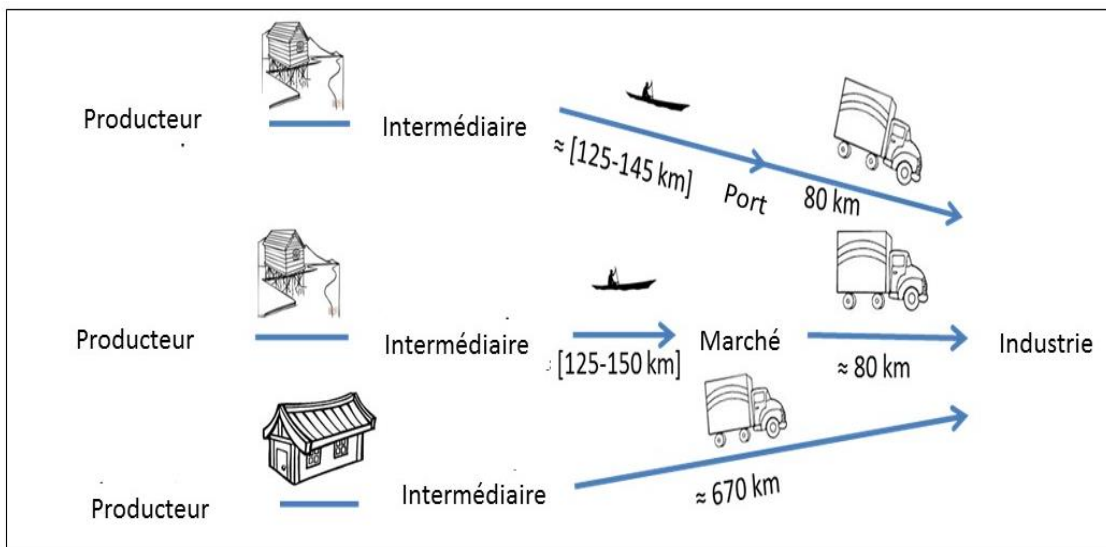 Producteur
Intermédiaire
≈ [125-145 km]
Port
80 km
Producteur
Intermédiaire
[125-150 km]
Marché
≈ 80 km
Industrie
Producteur
Intermédiaire
≈ 670 km